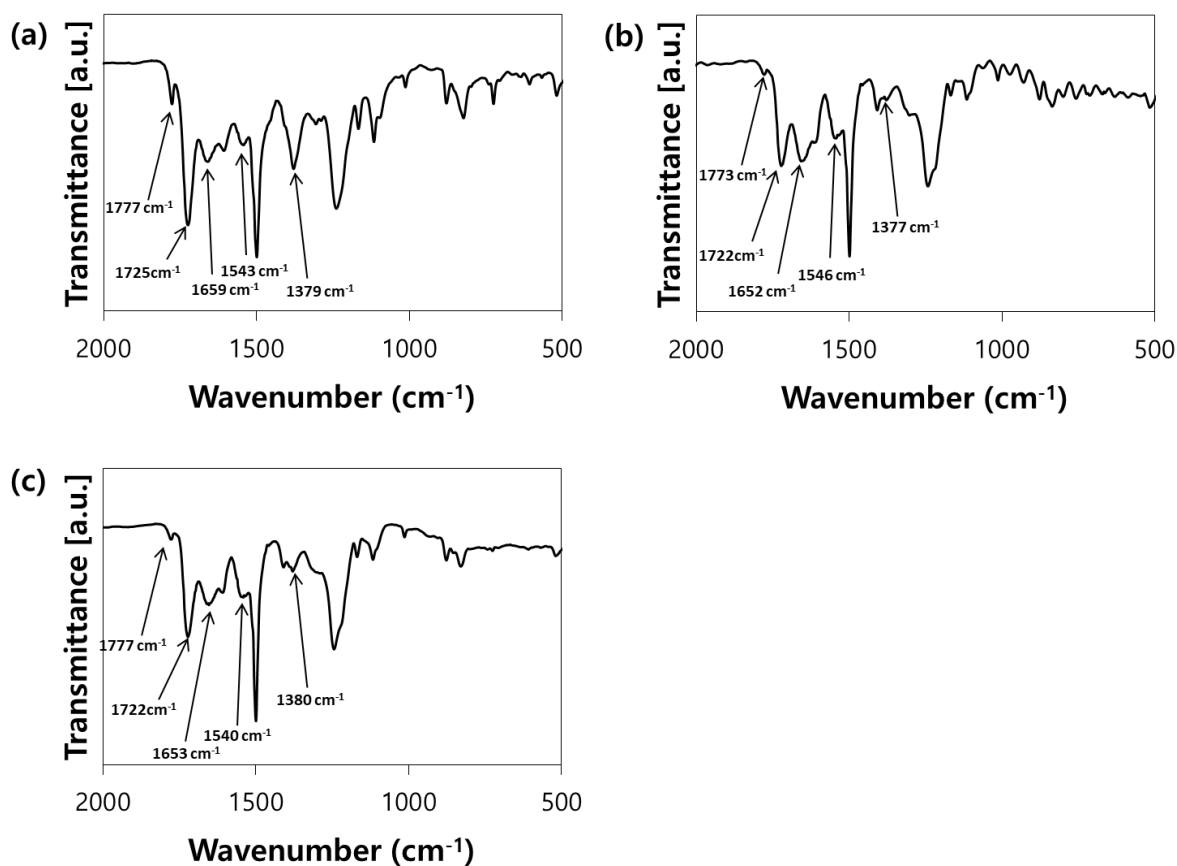 (a)
Transmittance [a.u.]
1777 cm⁻¹
1725cm⁻¹
1659 cm⁻¹
1543 cm⁻¹
1379 cm⁻¹
2000 1500 1000 500
Wavenumber (cm⁻¹)
(b)
Transmittance [a.u.]
1773 cm⁻¹
1722cm⁻¹
1652 cm⁻¹
1546 cm⁻¹
1377 cm⁻¹
2000 1500 1000 500
Wavenumber (cm⁻¹)
(c)
Transmittance [a.u.]
1777 cm⁻¹
1722cm⁻¹
1653 cm⁻¹
1540 cm⁻¹
1380 cm⁻¹
2000 1500 1000 500
Wavenumber (cm⁻¹)